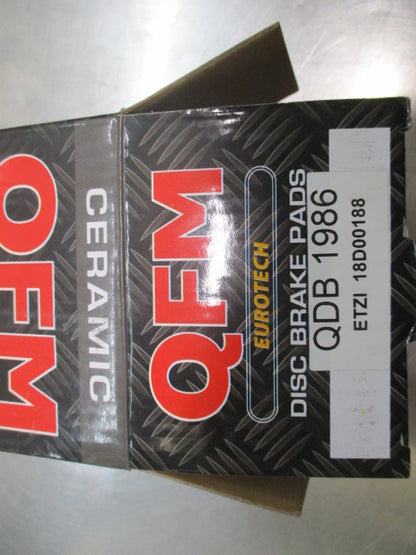 QFM
CERAMIC
QFM
EUROTECH
DISC BRAKE PADS
QDB 1986
ETZI 18D00188